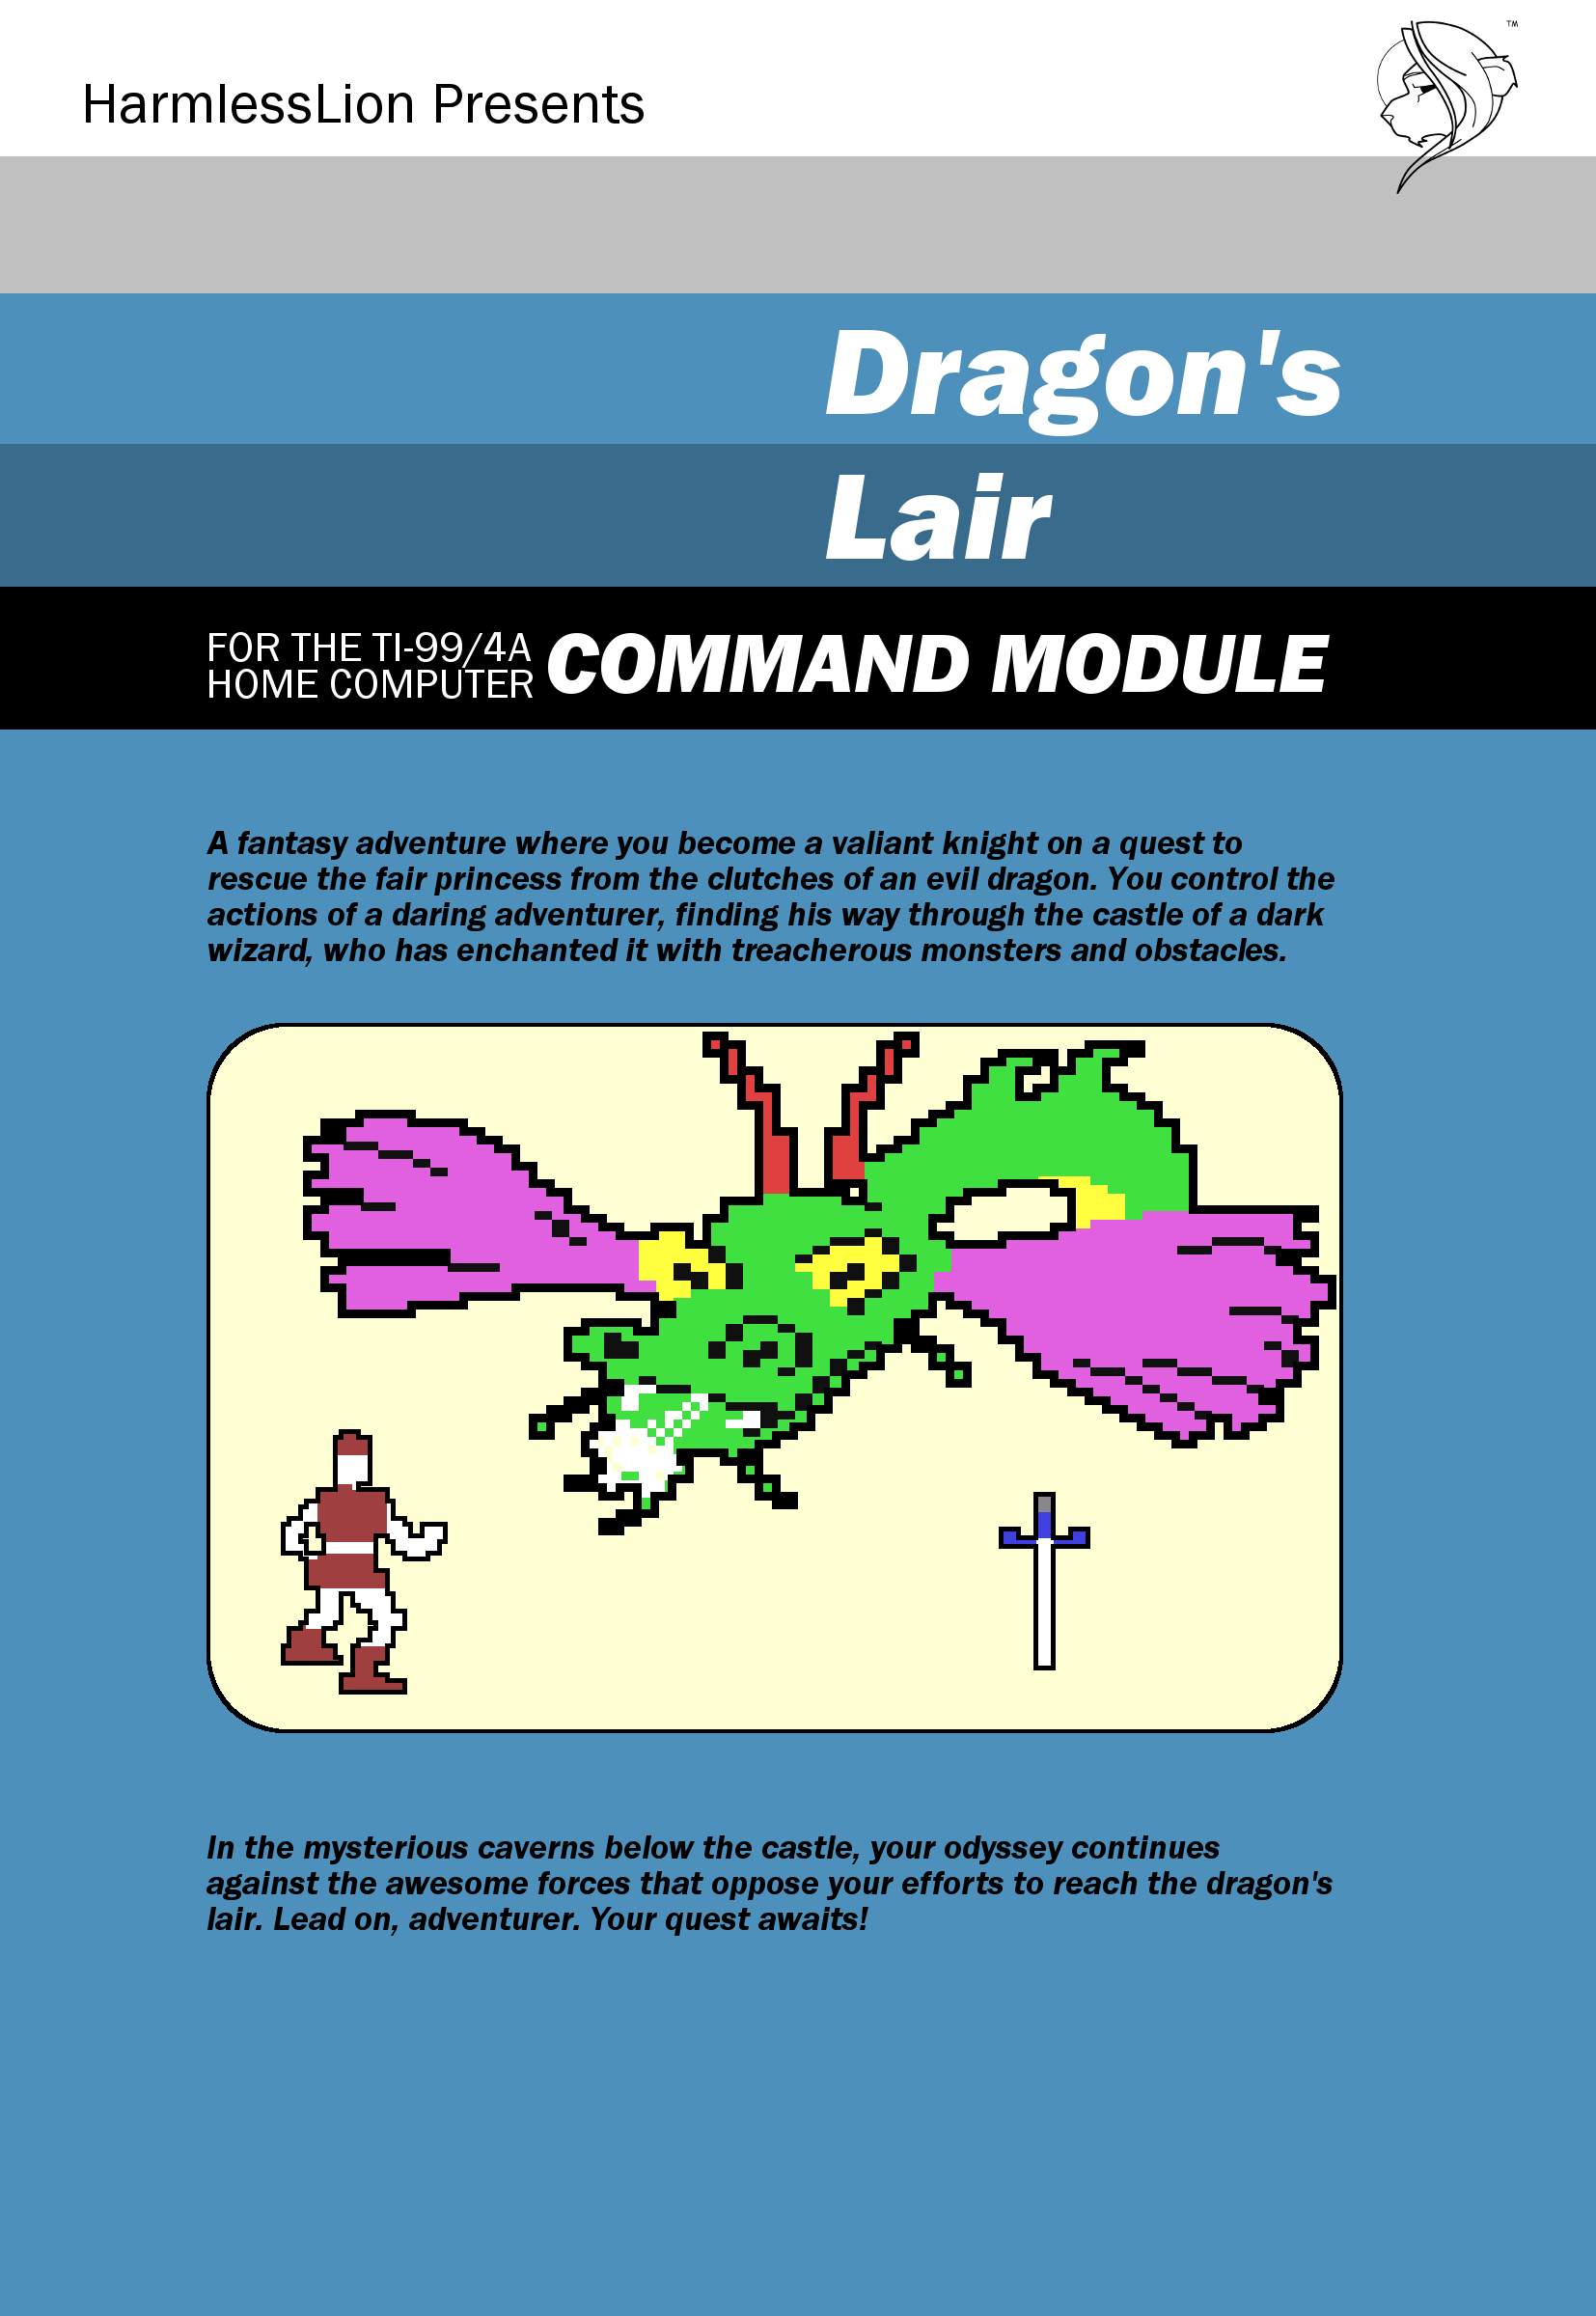 HarmlessLion Presents
TM
Dragon's
Lair
FOR THE TI-99/4A
HOME COMPUTER
COMMAND MODULE
A fantasy adventure where you become a valiant knight on a quest to
rescue the fair princess from the clutches of an evil dragon. You control the
actions of a daring adventurer, finding his way through the castle of a dark
wizard, who has enchanted it with treacherous monsters and obstacles.
In the mysterious caverns below the castle, your odyssey continues
against the awesome forces that oppose your efforts to reach the dragon's
lair. Lead on, adventurer. Your quest awaits!